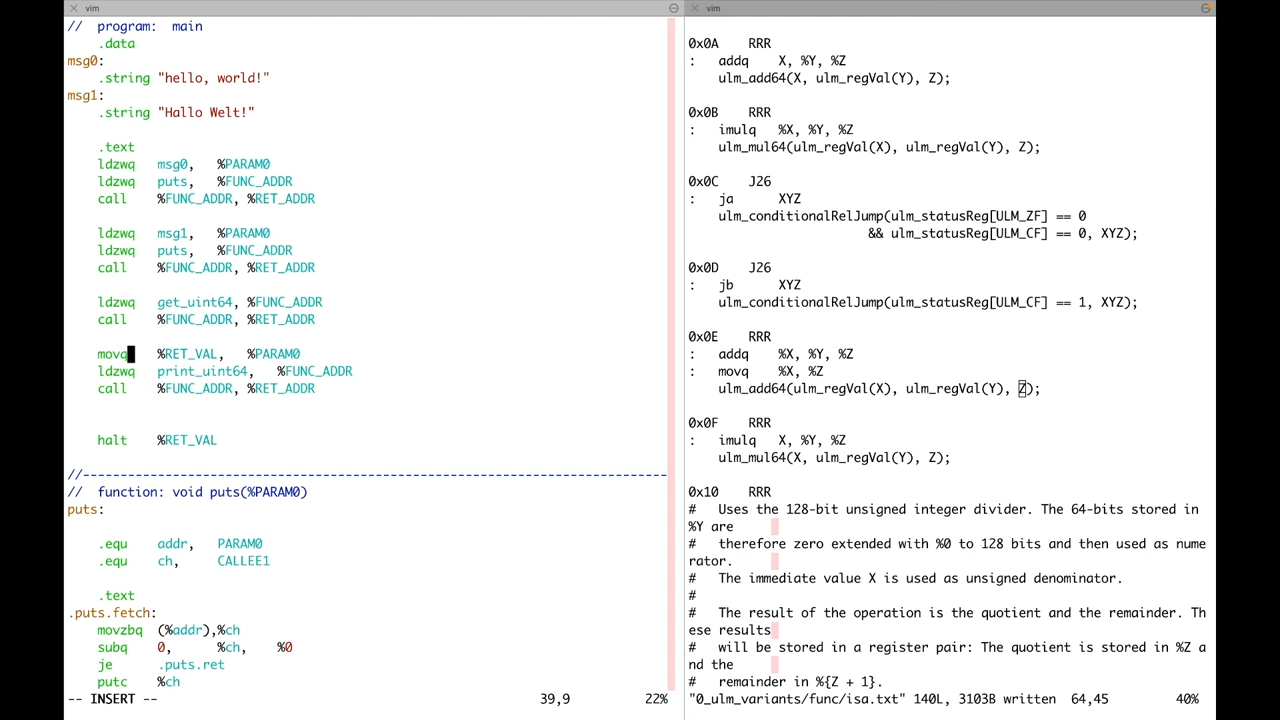 vim
//  program:  main
    .data
msg0:
    .string "hello, world!"
msg1:
    .string "Hallo Welt!"
    .text
    ldzwq   msg0,   %PARAM0
    ldzwq   puts,   %FUNC_ADDR
    call    %FUNC_ADDR, %RET_ADDR
    ldzwq   msg1,   %PARAM0
    ldzwq   puts,   %FUNC_ADDR
    call    %FUNC_ADDR, %RET_ADDR
    ldzwq   get_uint64, %FUNC_ADDR
    call    %FUNC_ADDR, %RET_ADDR
    movq    %RET_VAL,   %PARAM0
    ldzwq   print_uint64,   %FUNC_ADDR
    call    %FUNC_ADDR, %RET_ADDR
    halt    %RET_VAL
//------------------------------------------------------------------------------
//  function: void puts(%PARAM0)
puts:
    .equ    addr,   PARAM0
    .equ    ch,     CALLEE1
    .text
.puts.fetch:
    movzbq  (%addr),%ch
    subq    0,      %ch,    %0
    je      .puts.ret
    putc    %ch
-- INSERT --    39,9    22%
vim
0x0A    RRR
:   addq    X, %Y, %Z
    ulm_add64(X, ulm_regVal(Y), Z);
0x0B    RRR
:   imulq   %X, %Y, %Z
    ulm_mul64(ulm_regVal(X), ulm_regVal(Y), Z);
0x0C    J26
:   ja      XYZ
    ulm_conditionalRelJump(ulm_statusReg[ULM_ZF] == 0
                        && ulm_statusReg[ULM_CF] == 0, XYZ);
0x0D    J26
:   jb      XYZ
    ulm_conditionalRelJump(ulm_statusReg[ULM_CF] == 1, XYZ);
0x0E    RRR
:   addq    %X, %Y, %Z
:   movq    %X, %Z
    ulm_add64(ulm_regVal(X), ulm_regVal(Y), Z);
0x0F    RRR
:   imulq   X, %Y, %Z
    ulm_mul64(X, ulm_regVal(Y), Z);
0x10    RRR
#   Uses the 128-bit unsigned integer divider. The 64-bits stored in
%Y are
#   therefore zero extended with %0 to 128 bits and then used as nume
rator.
#   The immediate value X is used as unsigned denominator.
#
#   The result of the operation is the quotient and the remainder. Th
ese results
#   will be stored in a register pair: The quotient is stored in %Z a
nd the
#   remainder in %{Z + 1}.
"0_ulm_variants/func/isa.txt" 140L, 3103B written    64,45    40%